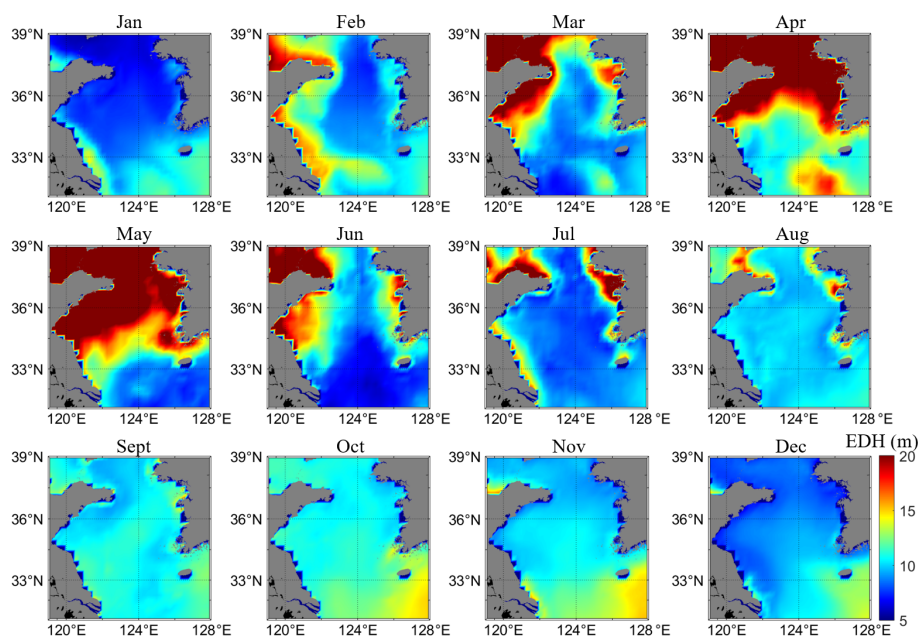 Jan Feb Mar Apr
39°N 39°N 39°N 39°N
36°N 36°N 36°N 36°N
33°N 33°N 33°N 33°N
120°E 124°E 128°E 120°E 124°E 128°E 120°E 124°E 128°E 120°E 124°E 128°E
May Jun Jul Aug
39°N 39°N 39°N 39°N
36°N 36°N 36°N 36°N
33°N 33°N 33°N 33°N
120°E 124°E 128°E 120°E 124°E 128°E 120°E 124°E 128°E 120°E 124°E 128°E
Sept Oct Nov Dec EDH (m)
39°N 39°N 39°N 39°N 20
36°N 36°N 36°N 36°N 15
33°N 33°N 33°N 33°N 10
5
120°E 124°E 128°E 120°E 124°E 128°E 120°E 124°E 128°E 120°E 124°E 128°E